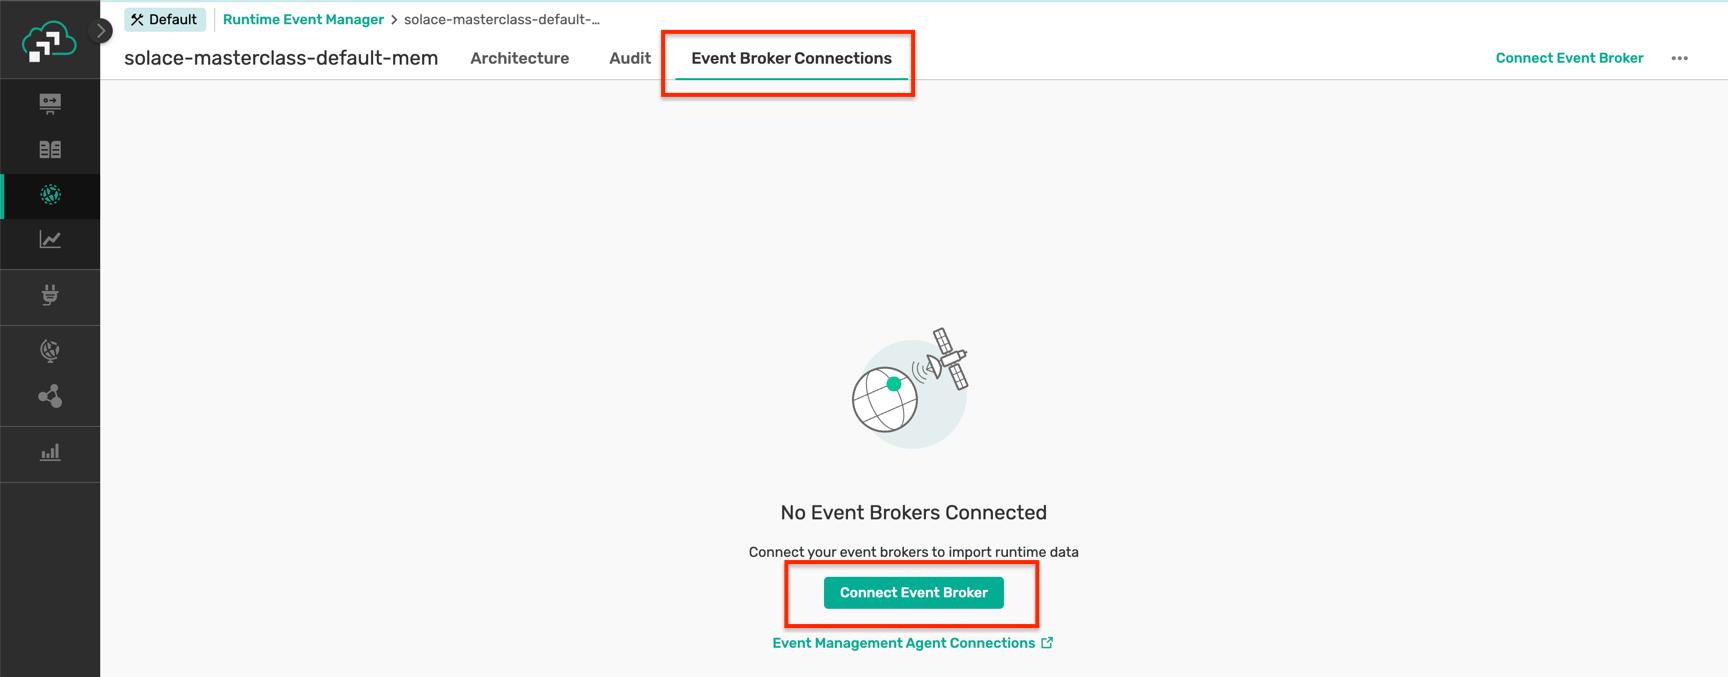 Default Runtime Event Manager > solace-masterclass-default-...
solace-masterclass-default-mem Architecture Audit Event Broker Connections Connect Event Broker
No Event Brokers Connected
Connect your event brokers to import runtime data
Connect Event Broker
Event Management Agent Connections